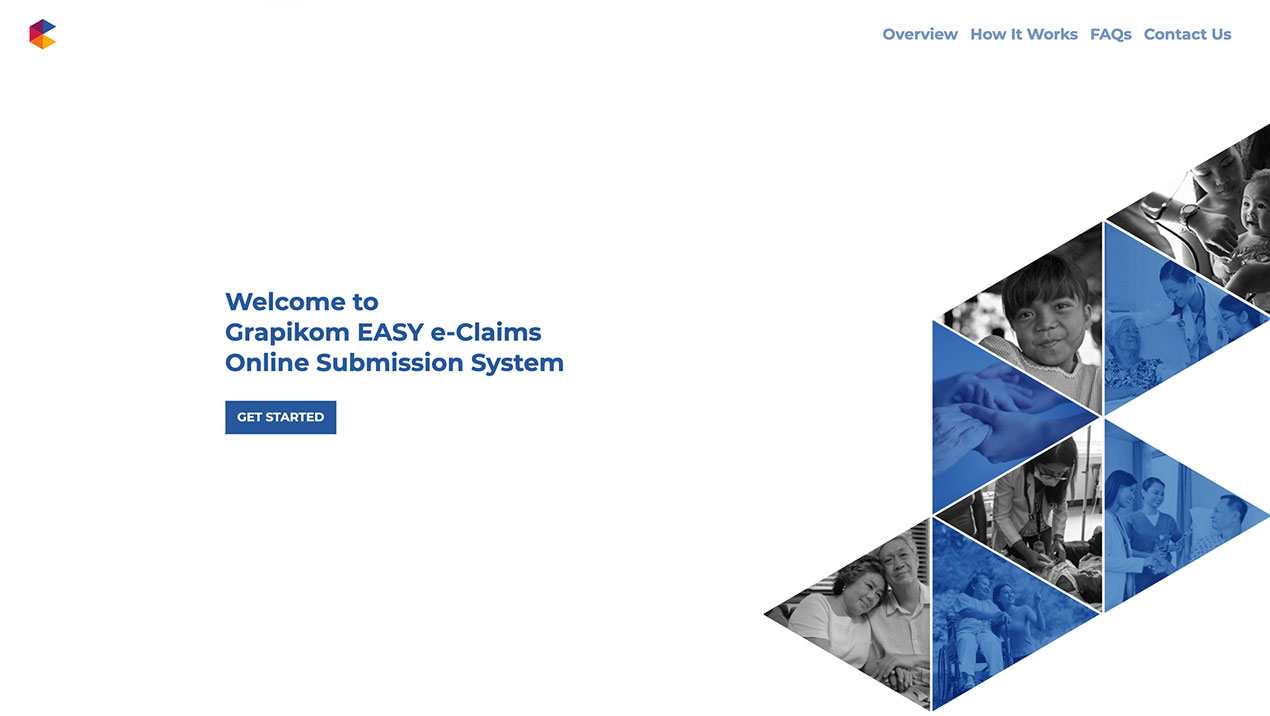 Overview How It Works FAQs Contact Us
Welcome to
Grapikom EASY e-Claims
Online Submission System
GET STARTED